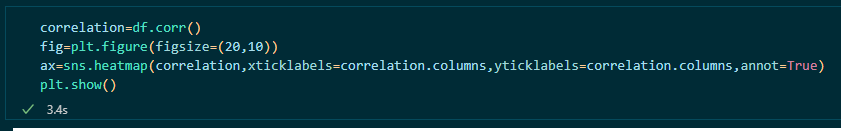 correlation=df.corr()
fig=plt.figure(figsize=(20,10))
ax=sns.heatmap(correlation,xticklabels=correlation.columns,yticklabels=correlation.columns,annot=True)
plt.show()
✓ 3.4s